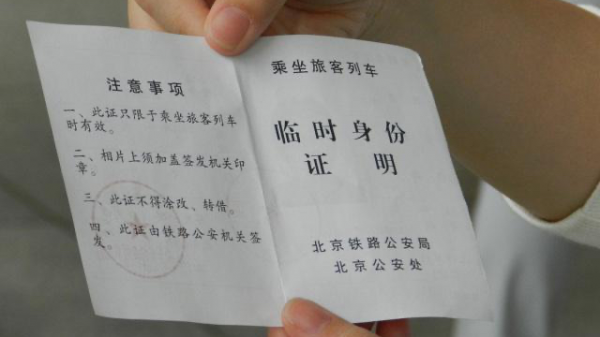 注意事项
一、此证只限于乘坐旅客列车
时有效。
二、相片上须加盖签发机关印
章。
三、此证不得涂改、转借。
四、此证由铁路公安机关签
发。
乘坐旅客列车
临时身份
证明
北京铁路公安局
北京公安处